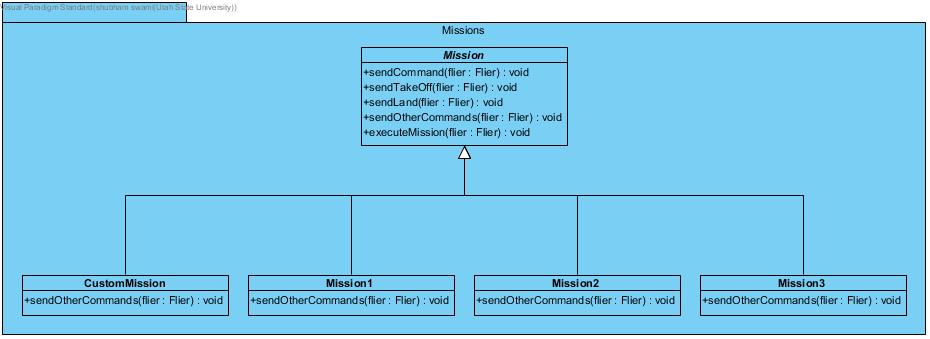 Visual Paradigm Standard(shubham swami(Utah State University))
Missions
Mission
+sendCommand(flier : Flier) : void
+sendTakeOff(flier : Flier) : void
+sendLand(flier : Flier) : void
+sendOtherCommands(flier : Flier) : void
+executeMission(flier : Flier) : void
CustomMission
+sendOtherCommands(flier : Flier) : void
Mission1
+sendOtherCommands(flier : Flier) : void
Mission2
+sendOtherCommands(flier : Flier) : void
Mission3
+sendOtherCommands(flier : Flier) : void